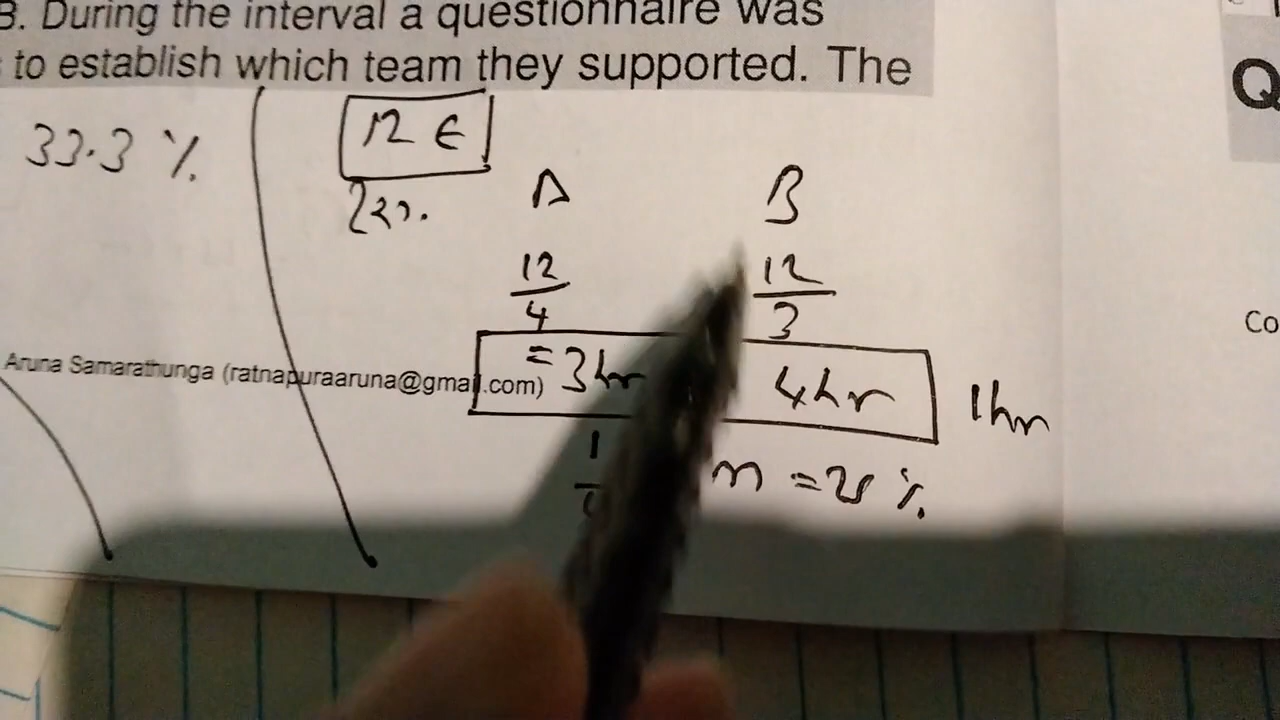 B. During the interval a questionnaire was
to establish which team they supported. The
Q
33.3 %
12 €
A B
12 12
4 3
Co
Aruna Samarathunga (ratnapuraaruna@gmail.com)
= 3hr 4hr 1hr
1
= 25 %